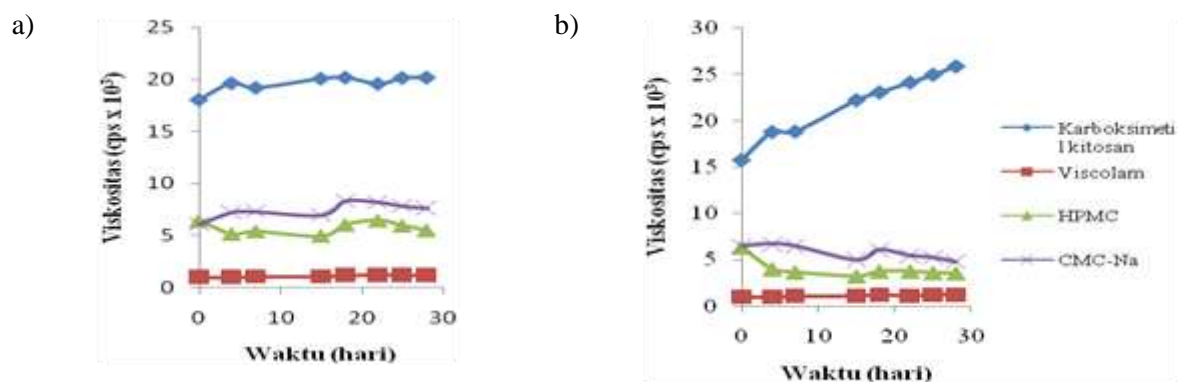 a)
Viskositas (cps x 10³)
25
20
15
10
5
0
0 10 20 30
Waktu (hari)
b)
Viskositas (cps x 10³)
30
25
20
15
10
5
0
0 10 20 30
Waktu (hari)
Karboksimeti
l kitosan
Viscolam
HPMC
CMC-Na